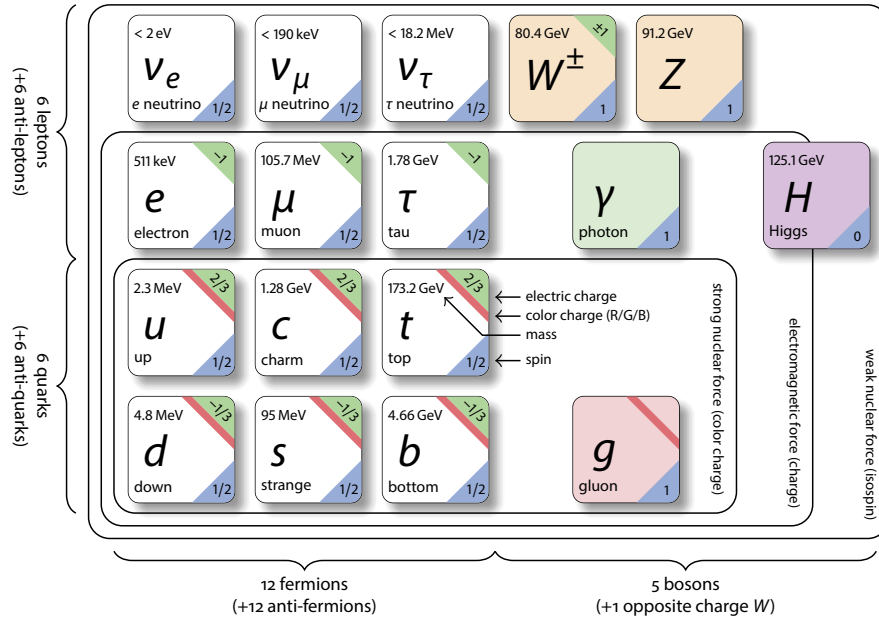 6 leptons
(+6 anti-leptons)
6 quarks
(+6 anti-quarks)
< 2 eV
νe
e neutrino
1/2
< 190 keV
νμ
μ neutrino
1/2
< 18.2 MeV
ντ
τ neutrino
1/2
80.4 GeV
±1
W±
1
91.2 GeV
Z
1
511 keV
−1
e
electron
1/2
105.7 MeV
−1
μ
muon
1/2
1.78 GeV
−1
τ
tau
1/2
γ
photon
1
125.1 GeV
H
Higgs
0
2.3 MeV
2/3
u
up
1/2
1.28 GeV
2/3
c
charm
1/2
173.2 GeV
2/3
t
top
1/2
electric charge
color charge (R/G/B)
mass
spin
4.8 MeV
−1/3
d
down
1/2
95 MeV
−1/3
s
strange
1/2
4.66 GeV
−1/3
b
bottom
1/2
g
gluon
1
strong nuclear force (color charge)
electromagnetic force (charge)
weak nuclear force (isospin)
12 fermions
(+12 anti-fermions)
5 bosons
(+1 opposite charge W)